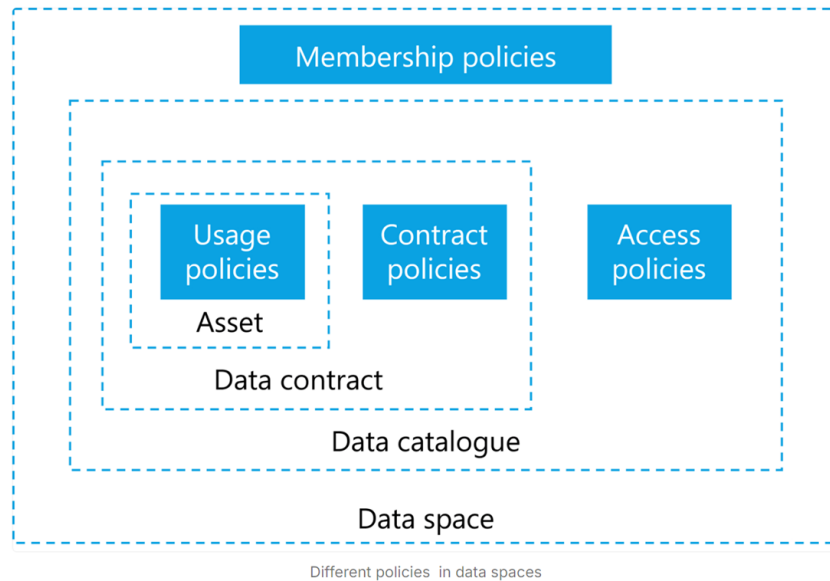 Membership policies
Usage
policies
Contract
policies
Access
policies
Asset
Data contract
Data catalogue
Data space
Different policies in data spaces